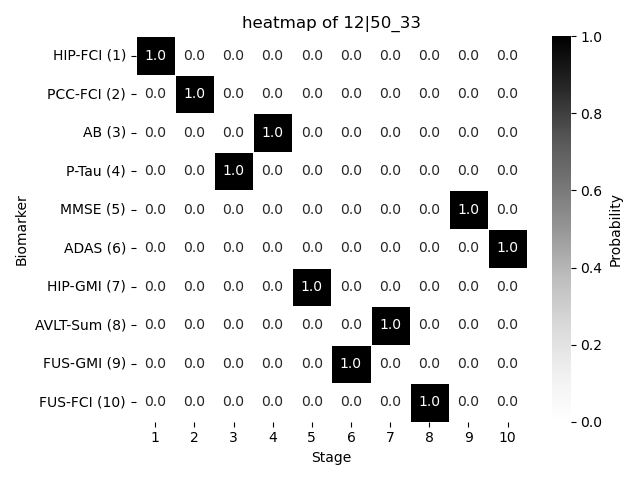 heatmap of 12|50_33
HIP-FCI (1) 1.0 0.0 0.0 0.0 0.0 0.0 0.0 0.0 0.0 0.0
PCC-FCI (2) 0.0 1.0 0.0 0.0 0.0 0.0 0.0 0.0 0.0 0.0
AB (3) 0.0 0.0 0.0 1.0 0.0 0.0 0.0 0.0 0.0 0.0
P-Tau (4) 0.0 0.0 1.0 0.0 0.0 0.0 0.0 0.0 0.0 0.0
MMSE (5) 0.0 0.0 0.0 0.0 0.0 0.0 0.0 0.0 1.0 0.0
ADAS (6) 0.0 0.0 0.0 0.0 0.0 0.0 0.0 0.0 0.0 1.0
HIP-GMI (7) 0.0 0.0 0.0 0.0 1.0 0.0 0.0 0.0 0.0 0.0
AVLT-Sum (8) 0.0 0.0 0.0 0.0 0.0 0.0 1.0 0.0 0.0 0.0
FUS-GMI (9) 0.0 0.0 0.0 0.0 0.0 1.0 0.0 0.0 0.0 0.0
FUS-FCI (10) 0.0 0.0 0.0 0.0 0.0 0.0 0.0 1.0 0.0 0.0
1 2 3 4 5 6 7 8 9 10
Stage
Biomarker
1.0
0.8
0.6
0.4
0.2
0.0
Probability